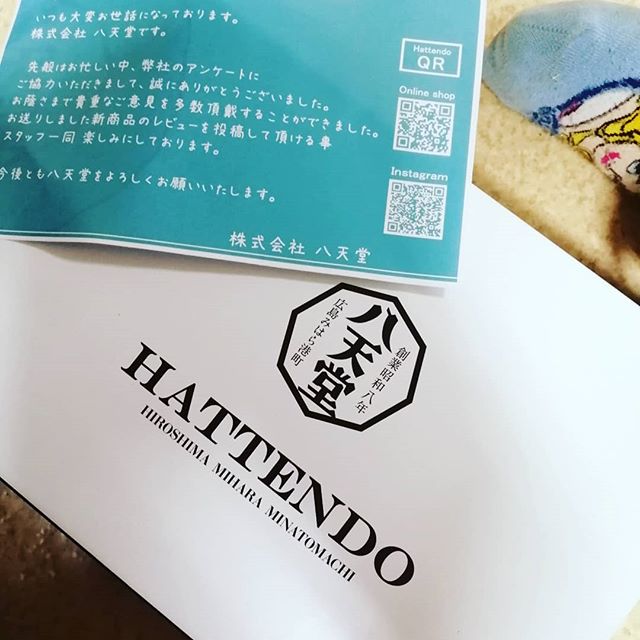 いつも大変お世話になっております。
株式会社 八天堂です。
先般はお忙しい中、弊社のアンケートに
ご協力いただきまして、誠にありがとうございました。
お蔭さまで貴重なご意見を多数頂戴することができました。
お送りしました新商品のレビューを投稿して頂ける事
スタッフ一同 楽しみにしております。
今後とも八天堂をよろしくお願いいたします。
株式会社 八天堂
Hattendo
QR
Online shop
Instagram
創業昭和八年
八天堂
広島みはら港町
HATTENDO
HIROSHIMA MIHARA MINATOMACHI